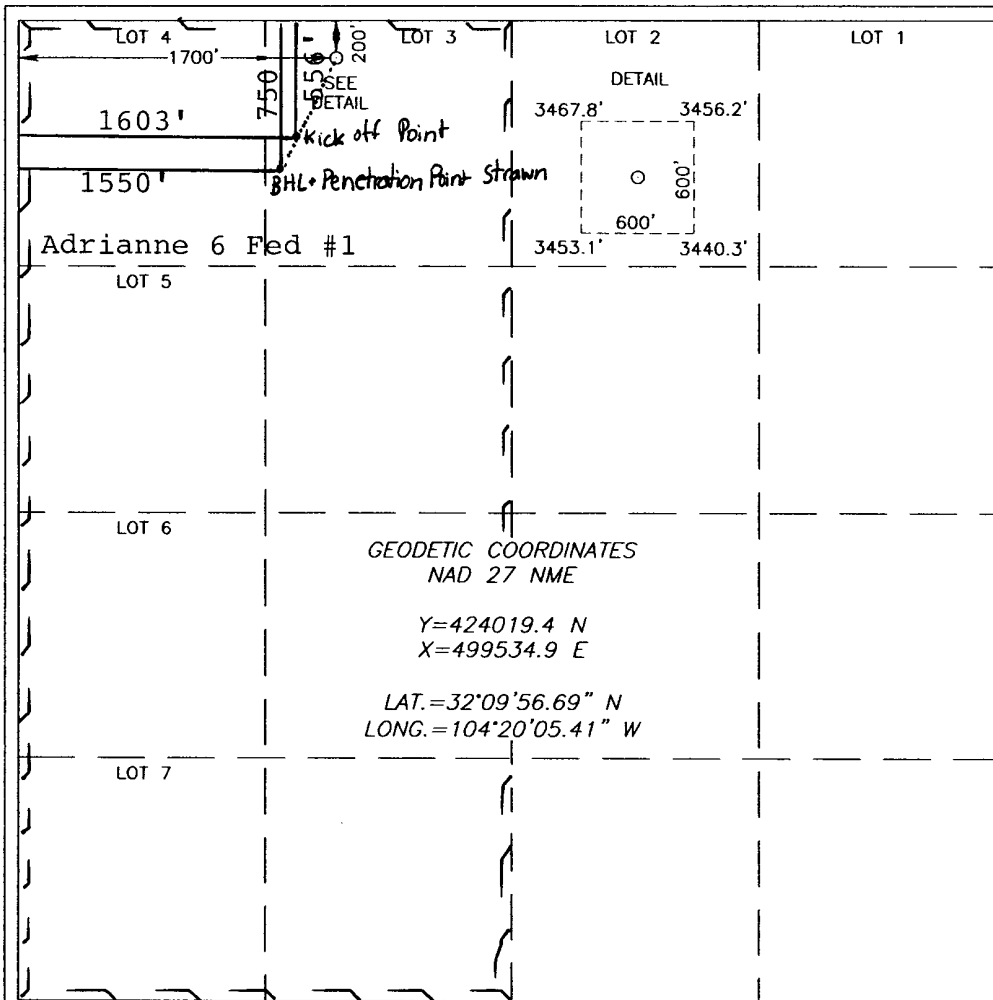 LOT 4
LOT 3
LOT 2
LOT 1
1700'
200'
750
556'
SEE
DETAIL
DETAIL
3467.8' 3456.2'
600'
600'
3453.1' 3440.3'
1603'
Kick off Point
1550'
BHL+ Penetration Point Strawn
Adrianne 6 Fed #1
LOT 5
LOT 6
GEODETIC COORDINATES
NAD 27 NME
Y=424019.4 N
X=499534.9 E
LAT.=32°09'56.69" N
LONG.=104°20'05.41" W
LOT 7